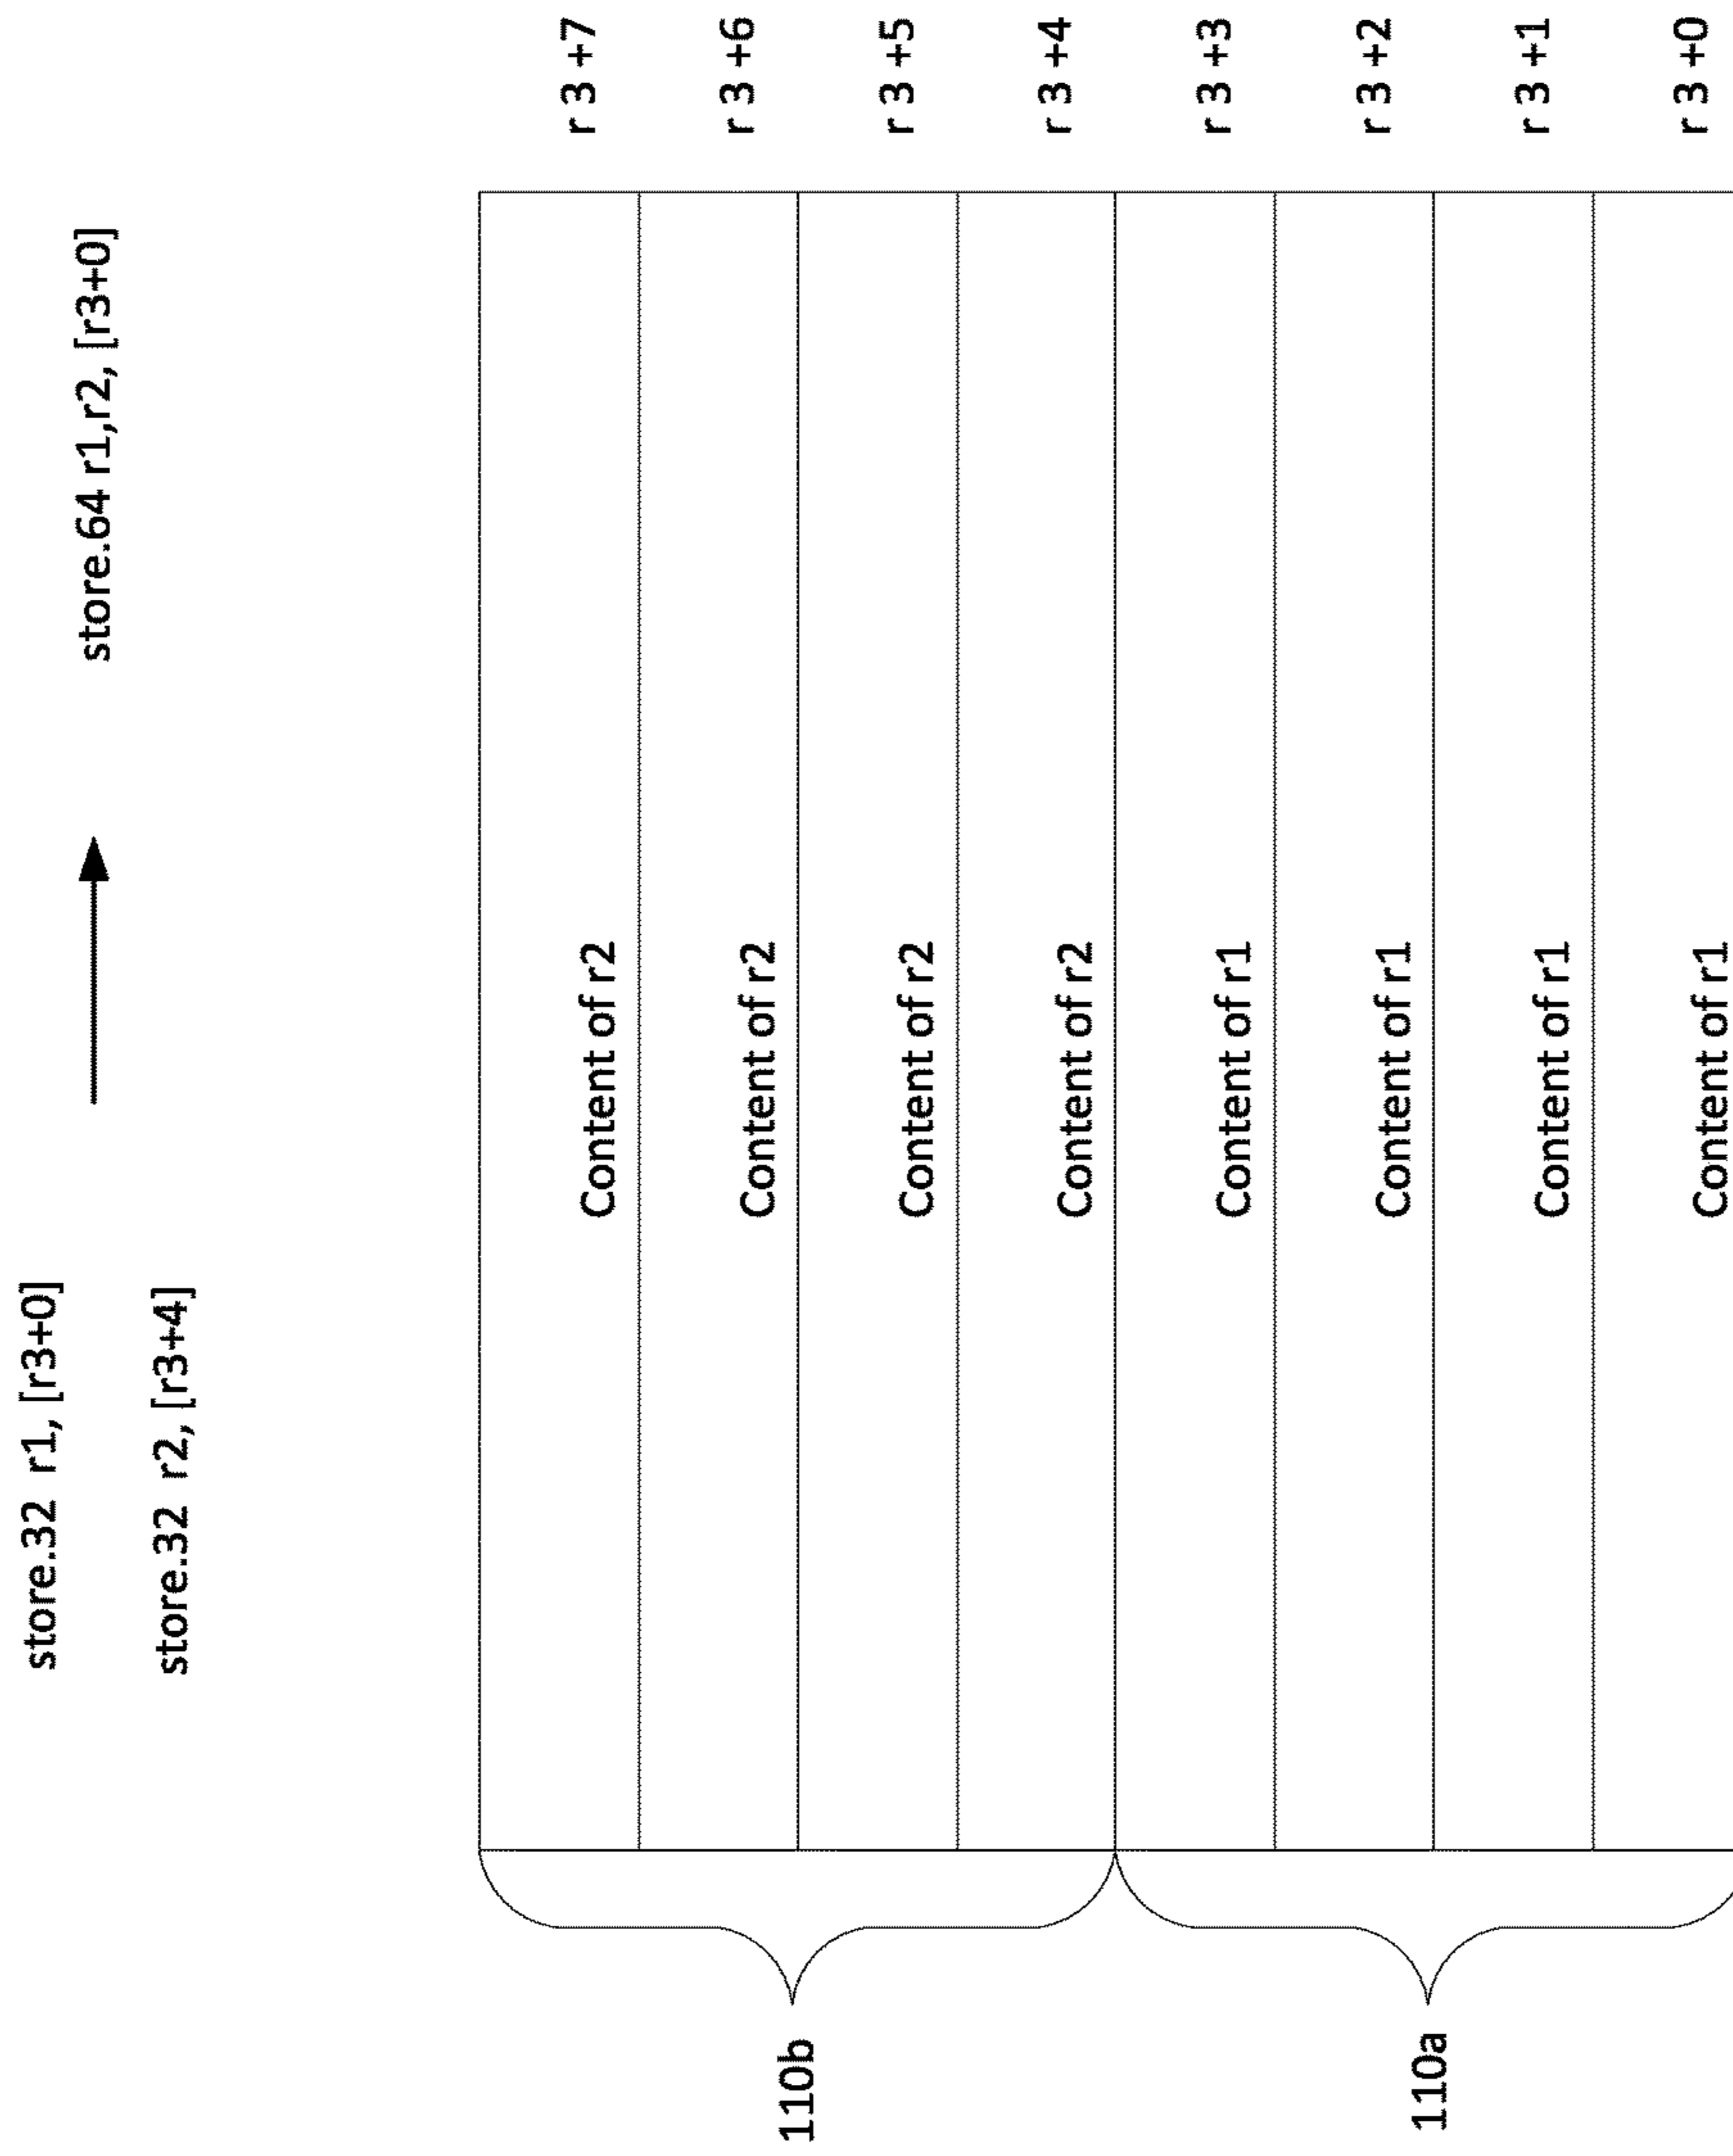 store.32 r1, [r3+0]
store.32 r2, [r3+4]
store.64 r1,r2, [r3+0]
110b
Content of r2
r 3 +7
Content of r2
r 3 +6
Content of r2
r 3 +5
Content of r2
r 3 +4
110a
Content of r1
r 3 +3
Content of r1
r 3 +2
Content of r1
r 3 +1
Content of r1
r 3 +0